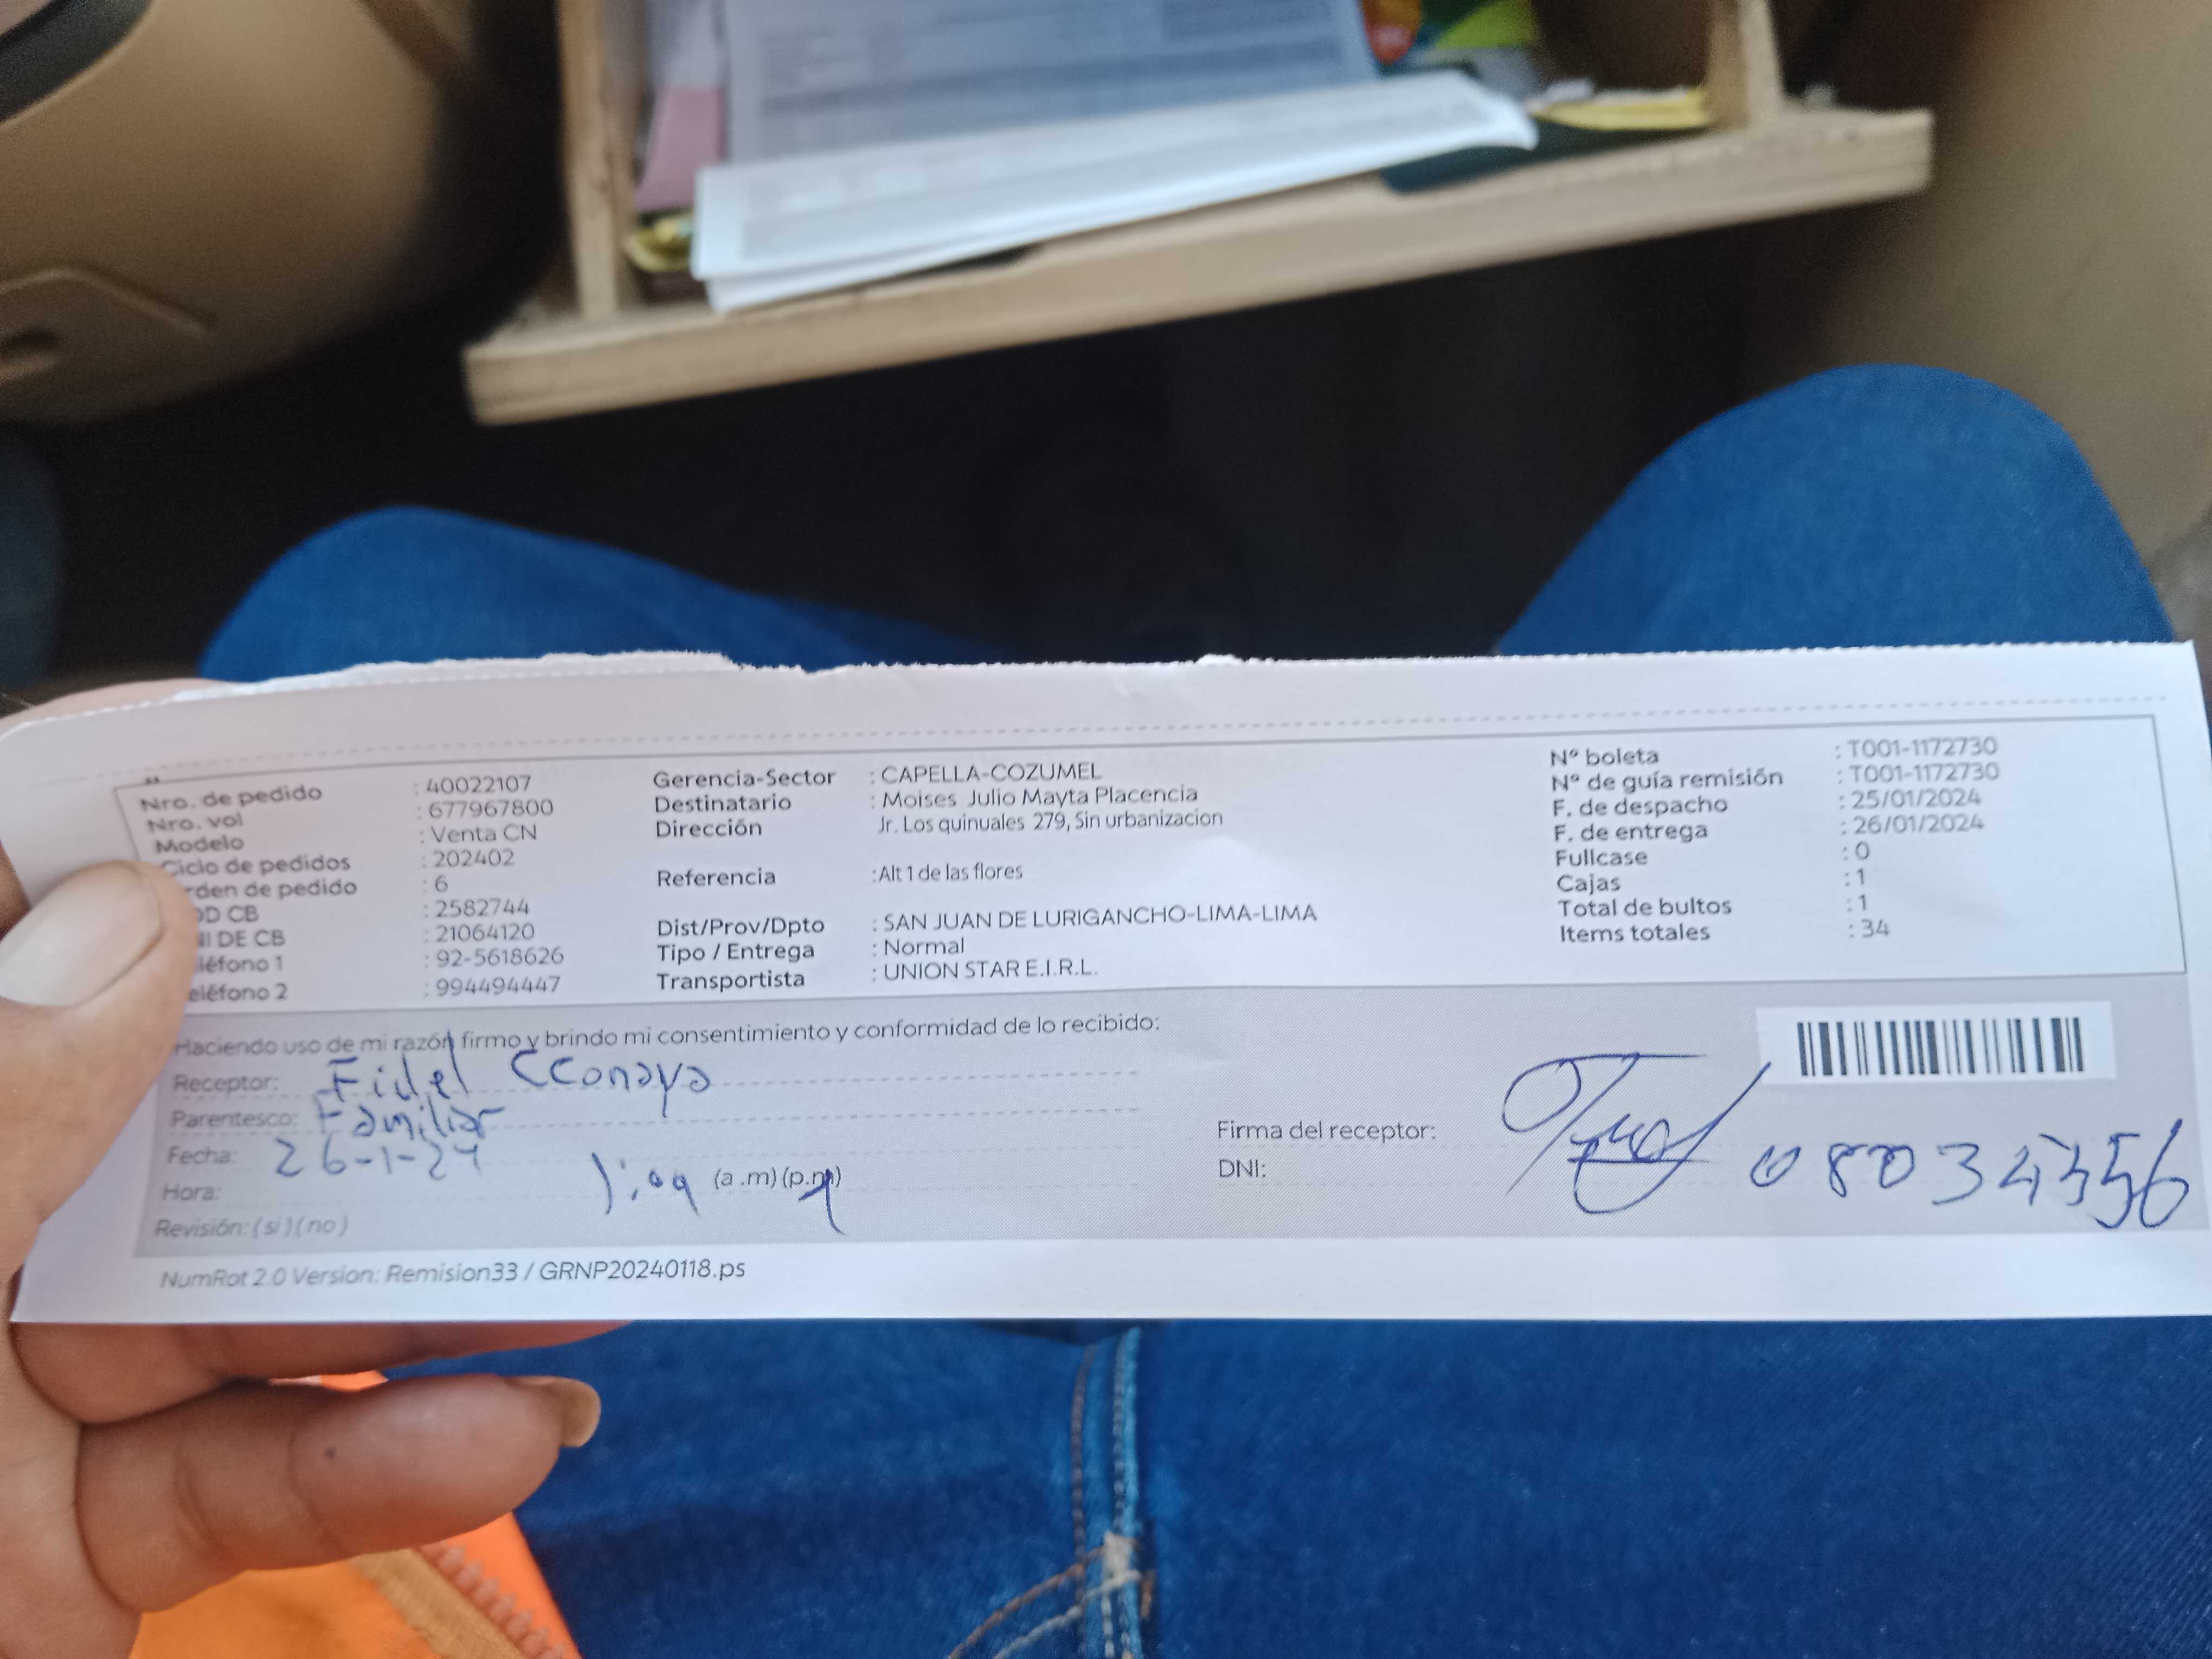 Nro. de pedido : 40022107
Nro. vol : 677967800
Modelo : Venta CN
Ciclo de pedidos : 202402
rden de pedido : 6
OD CB : 2582744
NI DE CB : 21064120
léfono 1 : 92-5618626
eléfono 2 : 994494447
Gerencia-Sector : CAPELLA-COZUMEL
Destinatario : Moises Julio Mayta Placencia
Dirección Jr. Los quinuales 279, Sin urbanizacion
Referencia :Alt 1 de las flores
Dist/Prov/Dpto : SAN JUAN DE LURIGANCHO-LIMA-LIMA
Tipo / Entrega : Normal
Transportista : UNION STAR E.I.R.L.
Nº boleta : T001-1172730
Nº de guía remisión : T001-1172730
F. de despacho : 25/01/2024
F. de entrega : 26/01/2024
Fullcase : 0
Cajas : 1
Total de bultos : 1
Items totales : 34
Haciendo uso de mi razón firmo y brindo mi consentimiento y conformidad de lo recibido:
Receptor: Fidel CConaya
Parentesco: Familiar
Fecha: 26-1-24
Hora: (a .m) (p.m)
Revisión: ( si ) ( no )
Firma del receptor:
DNI:
NumRot 2.0 Version: Remision33 / GRNP20240118.ps